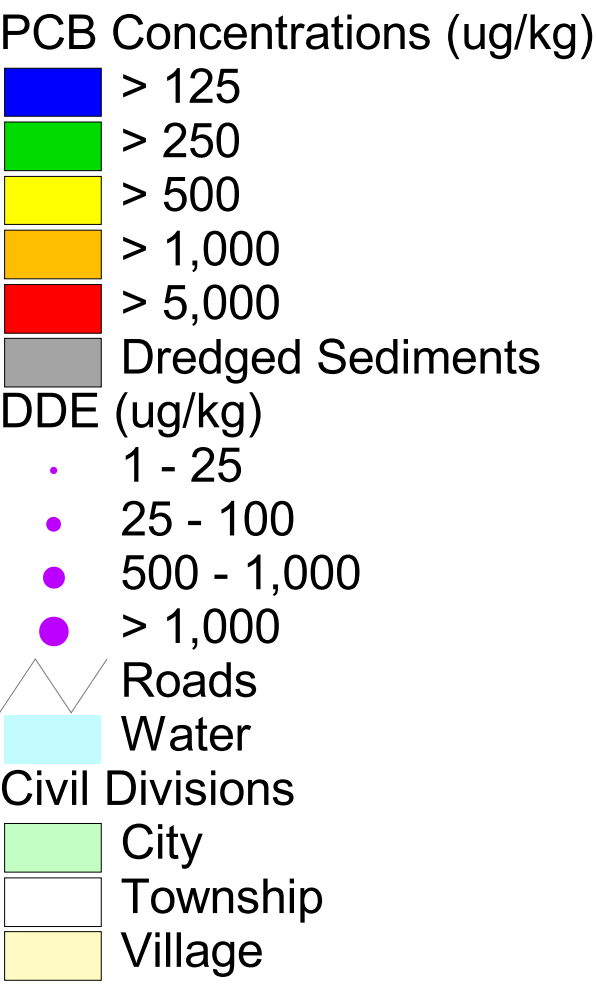 PCB Concentrations (ug/kg)
> 125
> 250
> 500
> 1,000
> 5,000
Dredged Sediments
DDE (ug/kg)
1 - 25
25 - 100
500 - 1,000
> 1,000
Roads
Water
Civil Divisions
City
Township
Village